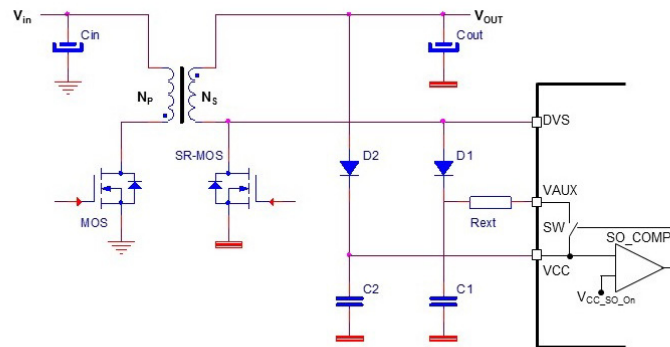 Vin
VOUT
Cin
Cout
NP
NS
DVS
SR-MOS
D2
D1
VAUX
MOS
Rext
SW
SO_COMP
VCC
C2
C1
VCC_SO_On